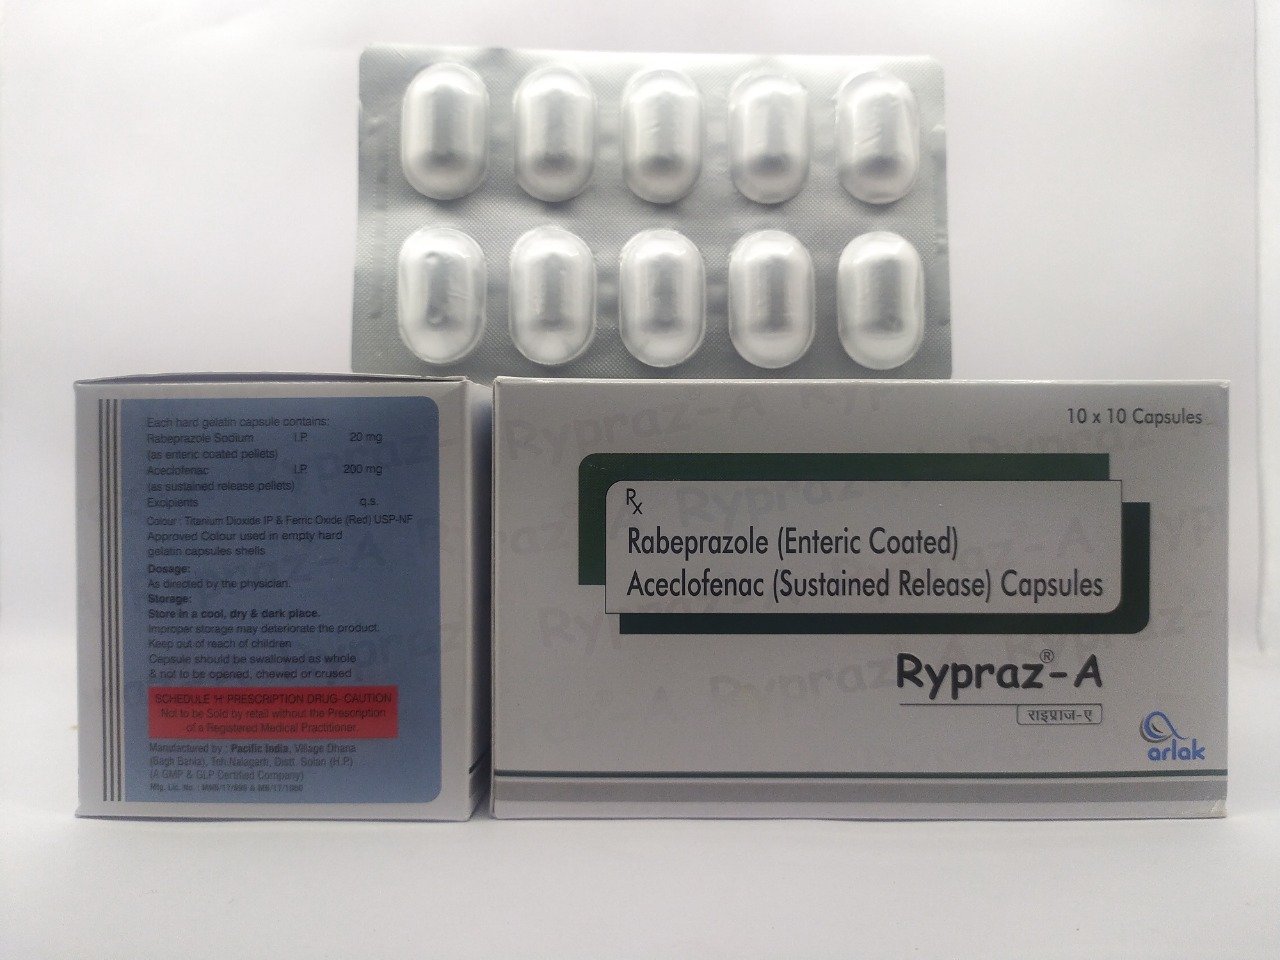 Each hard gelatin capsule contains:
Rabeprazole Sodium I.P. 20 mg
(as enteric coated pellets)
Aceclofenac I.P. 200 mg
(as sustained release pellets)
Excipients q.s.
Colour : Titanium Dioxide IP & Ferric Oxide (Red) USP-NF
Approved Colour used in empty hard
gelatin capsules shells
Dosage:
As directed by the physician.
Storage:
Store in a cool, dry & dark place.
Improper storage may deteriorate the product.
Keep out of reach of children
Capsule should be swallowed as whole
& not to be opened, chewed or crused
SCHEDULE 'H' PRESCRIPTION DRUG- CAUTION
Not to be Sold by retail without the Prescription
of a Registered Medical Practitioner
Manufactured by : Pacific India, Village Dhana
(Bagh Bania), Teh.Nalagarh, Distt. Solan (H.P.)
(A GMP & GLP Certified Company)
Mfg. Lic. No. :
10 x 10 Capsules
Rx
Rabeprazole (Enteric Coated)
Aceclofenac (Sustained Release) Capsules
Rypraz®-A
राइप्राज-ए
arlak